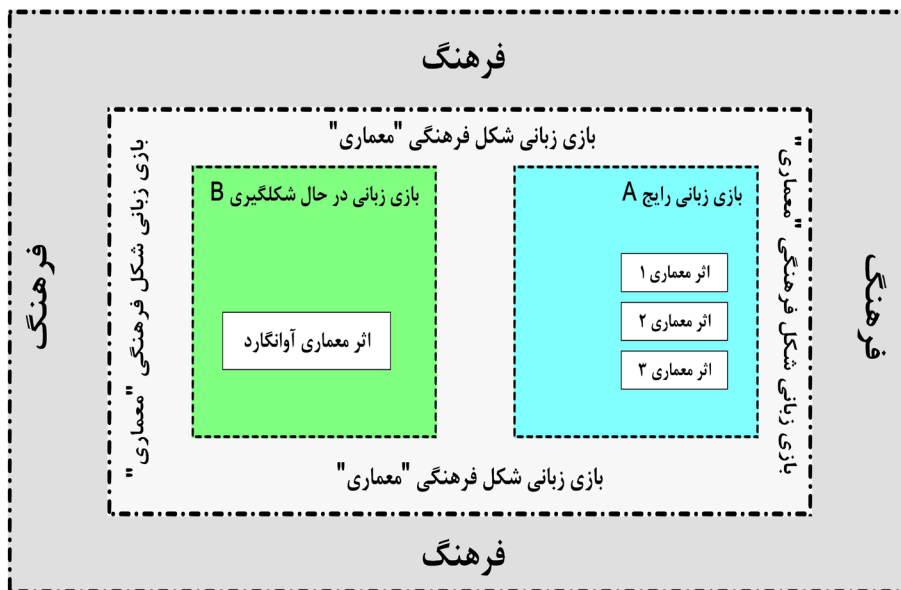 فرهنگ
بازی زبانی شکل فرهنگی "معماری"
بازی زبانی شکل فرهنگی "معماری"
بازی زبانی رایج A
اثر معماری ۱
اثر معماری ۲
اثر معماری ۳
بازی زبانی در حال شکلگیری B
اثر معماری آوانگارد
بازی زبانی شکل فرهنگی "معماری"
بازی زبانی شکل فرهنگی "معماری"
فرهنگ
فرهنگ
فرهنگ